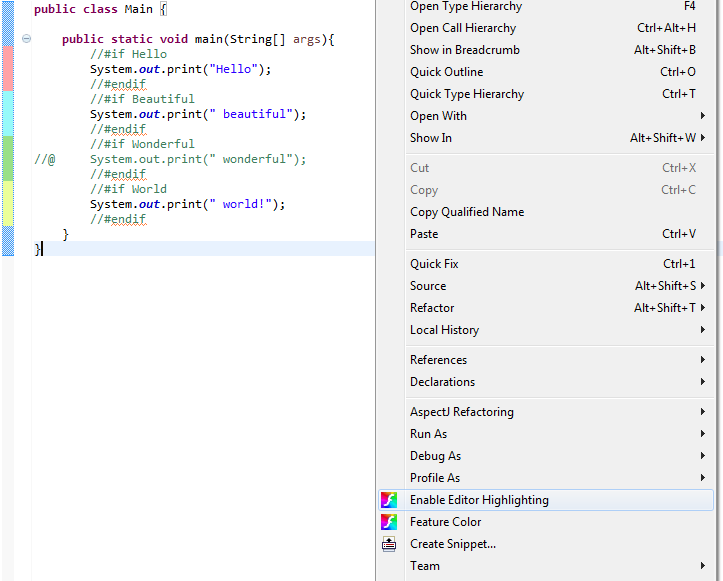 public class Main {
public static void main(String[] args){
//#if Hello
System.out.print("Hello");
//#endif
//#if Beautiful
System.out.print(" beautiful");
//#endif
//#if Wonderful
//@ System.out.print(" wonderful");
//#endif
//#if World
System.out.print(" world!");
//#endif
}
}
Open Type Hierarchy F4
Open Call Hierarchy Ctrl+Alt+H
Show in Breadcrumb Alt+Shift+B
Quick Outline Ctrl+O
Quick Type Hierarchy Ctrl+T
Open With
Show In Alt+Shift+W
Cut Ctrl+X
Copy Ctrl+C
Copy Qualified Name
Paste Ctrl+V
Quick Fix Ctrl+1
Source Alt+Shift+S
Refactor Alt+Shift+T
Local History
References
Declarations
AspectJ Refactoring
Run As
Debug As
Profile As
Enable Editor Highlighting
Feature Color
Create Snippet...
Team